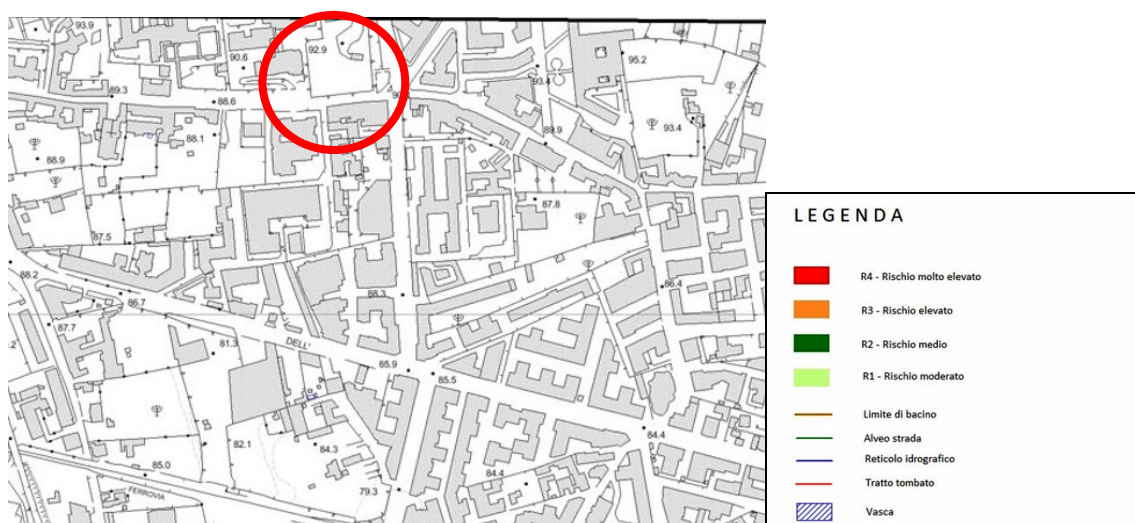 93.9
92.9
90.6
95.2
93.4
89.3
88.6
88.1
89.9
93.4
88.9
87.8
87.5
88.2
86.7
88.3
86.4
87.7
81.3
DELL'
85.9
85.5
82.1
84.3
84.4
85.0
84.4
FERROVIA
79.3
LEGENDA
R4 - Rischio molto elevato
R3 - Rischio elevato
R2 - Rischio medio
R1 - Rischio moderato
Limite di bacino
Alveo strada
Reticolo idrografico
Tratto tombato
Vasca